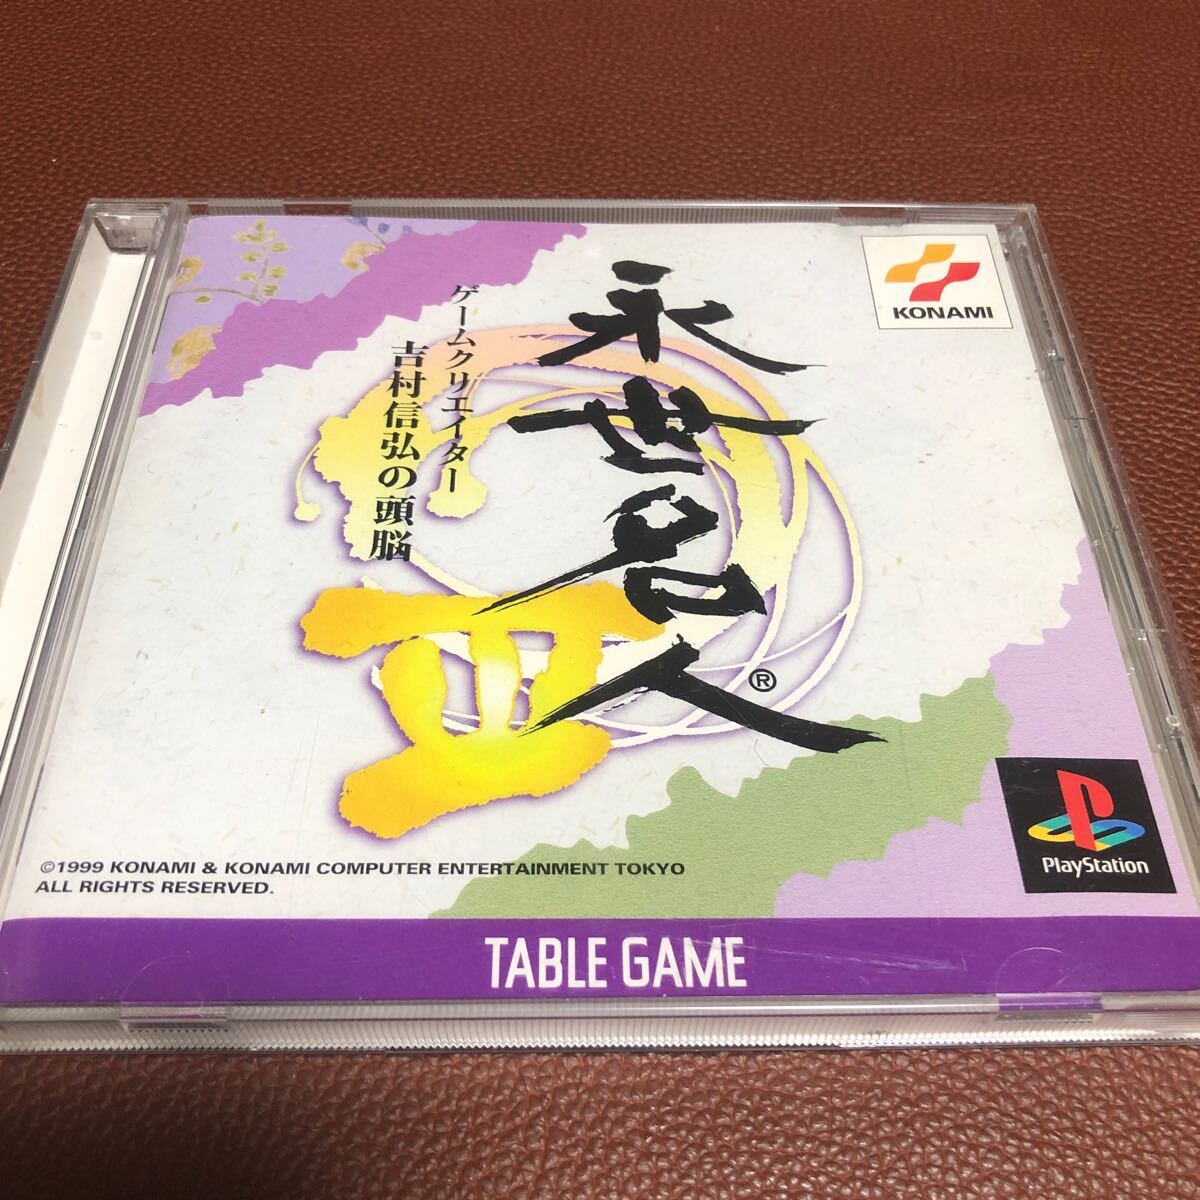 永世名人®
Ⅲ
ゲームクリエイター
吉村信弘の頭脳
KONAMI
©1999 KONAMI & KONAMI COMPUTER ENTERTAINMENT TOKYO
ALL RIGHTS RESERVED.
PlayStation
TABLE GAME